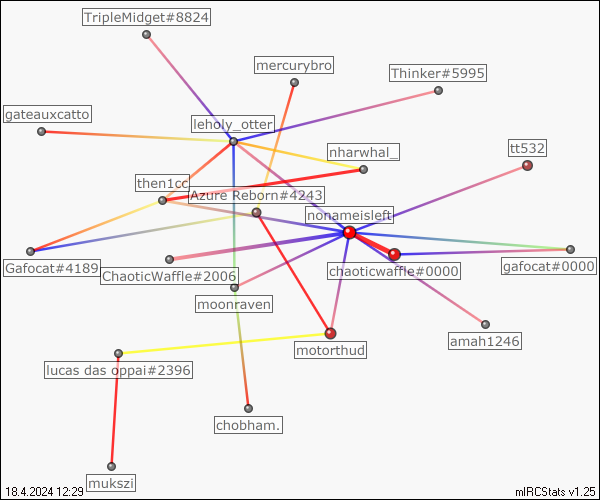 TripleMidget#8824
mercurybro
Thinker#5995
gateauxcatto
leholy_otter
nharwhal_
tt532
then1cc
Azure Reborn#4243
nonameisleft
Gafocat#4189
ChaoticWaffle#2006
chaoticwaffle#0000
gafocat#0000
moonraven
amah1246
motorthud
lucas das oppai#2396
chobham.
mukszi
18.4.2024 12:29
mIRCStats v1.25